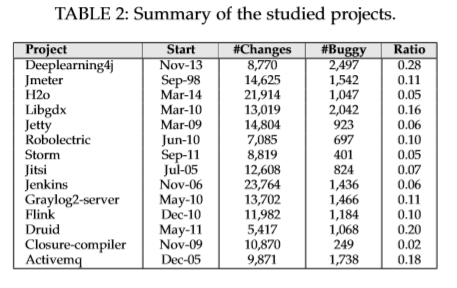 TABLE 2: Summary of the studied projects.
Project Start #Changes #Buggy Ratio
Deeplearning4j Nov-13 8,770 2,497 0.28
Jmeter Sep-98 14,625 1,542 0.11
H2o Mar-14 21,914 1,047 0.05
Libgdx Mar-10 13,019 2,042 0.16
Jetty Mar-09 14,804 923 0.06
Robolectric Jun-10 7,085 697 0.10
Storm Sep-11 8,819 401 0.05
Jitsi Jul-05 12,608 824 0.07
Jenkins Nov-06 23,764 1,436 0.06
Graylog2-server May-10 13,702 1,466 0.11
Flink Dec-10 11,982 1,184 0.10
Druid May-11 5,417 1,068 0.20
Closure-compiler Nov-09 10,870 249 0.02
Activemq Dec-05 9,871 1,738 0.18